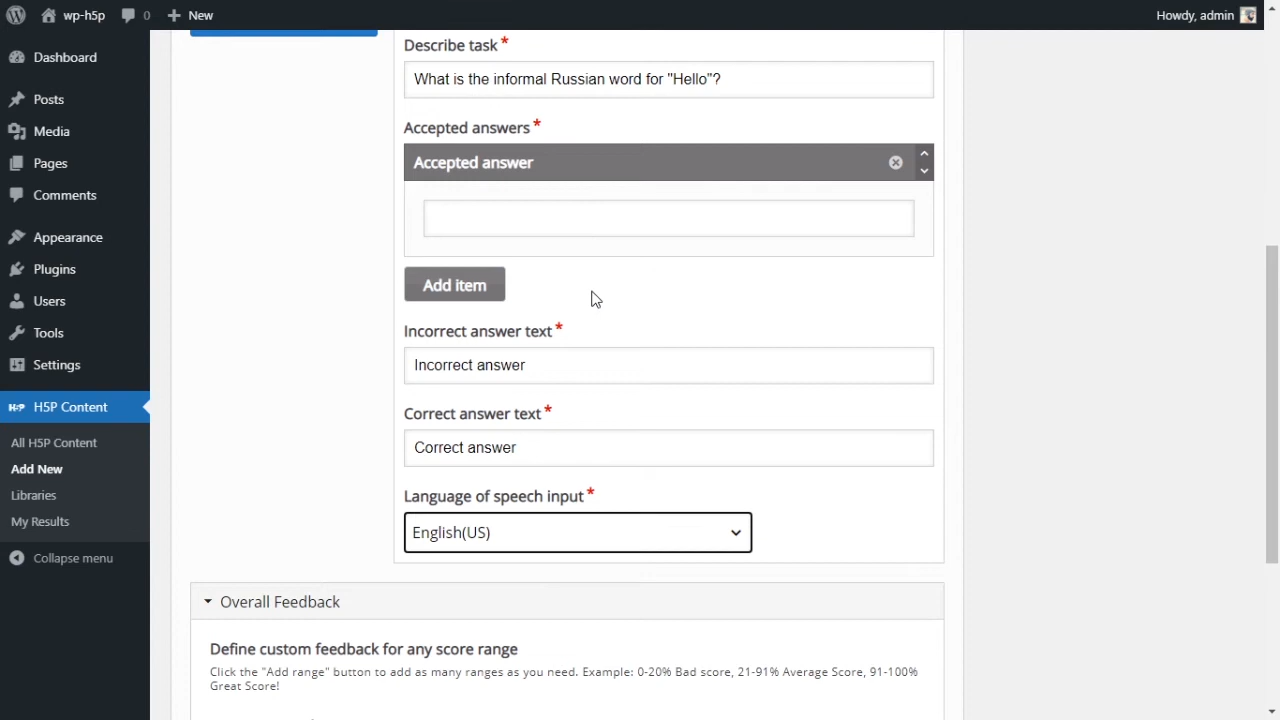 wp-h5p 0 New Howdy, admin
Dashboard
Posts
Media
Pages
Comments
Appearance
Plugins
Users
Tools
Settings
H5P Content
All H5P Content
Add New
Libraries
My Results
Collapse menu
Describe task*
What is the informal Russian word for "Hello"?
Accepted answers*
Accepted answer
Add item
Incorrect answer text*
Incorrect answer
Correct answer text*
Correct answer
Language of speech input*
English(US)
Overall Feedback
Define custom feedback for any score range
Click the "Add range" button to add as many ranges as you need. Example: 0-20% Bad score, 21-91% Average Score, 91-100%
Great Score!